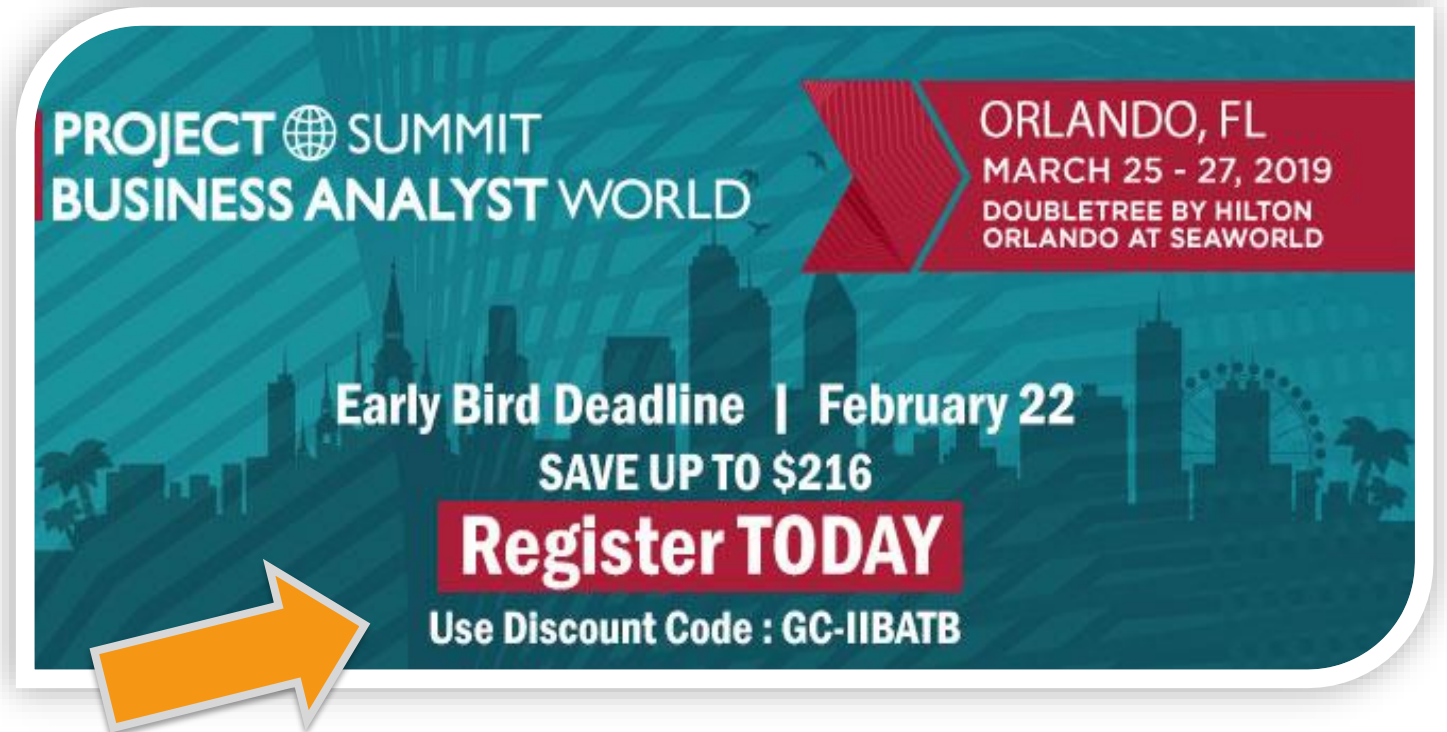 PROJECT SUMMIT
BUSINESS ANALYST WORLD
ORLANDO, FL
MARCH 25 - 27, 2019
DOUBLETREE BY HILTON
ORLANDO AT SEAWORLD
Early Bird Deadline | February 22
SAVE UP TO $216
Register TODAY
Use Discount Code : GC-IIBATB